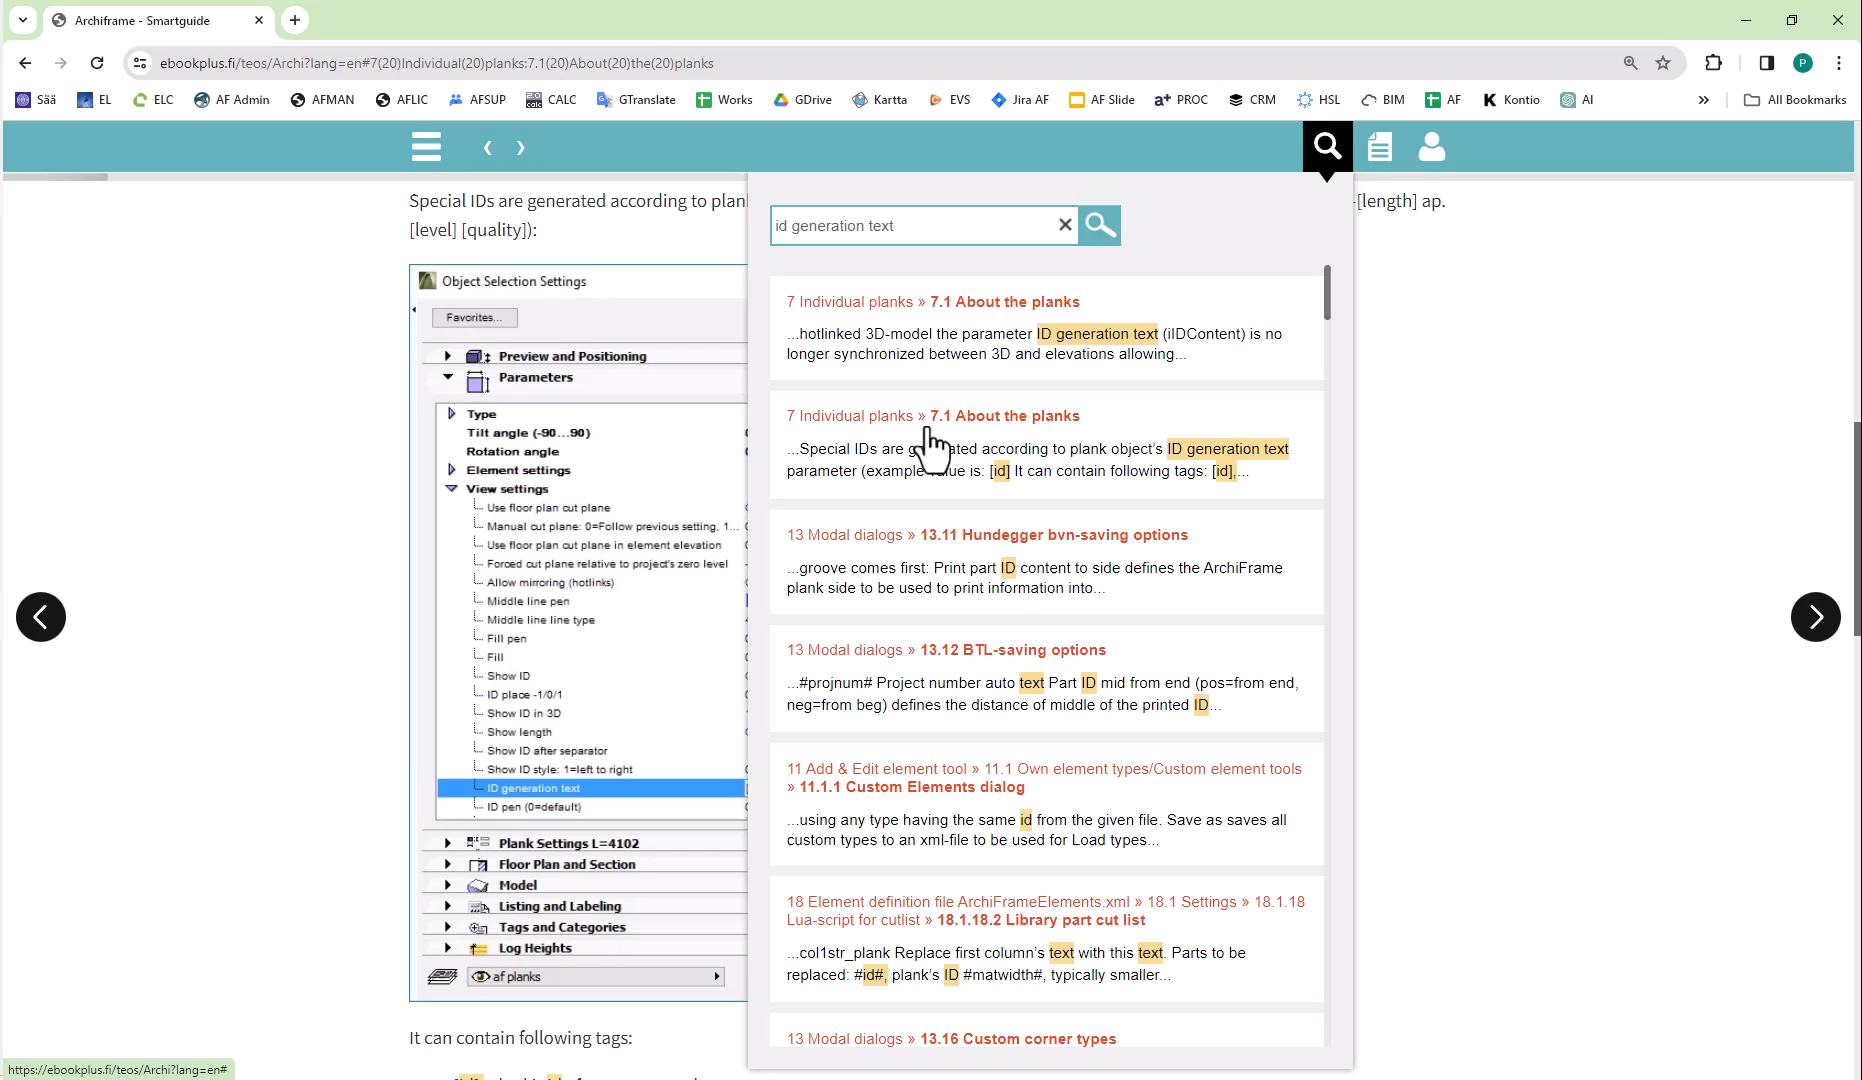 Archiframe - Smartguide
ebookplus.fi/teos/Archi?lang=en#7(20)Individual(20)planks:7.1(20)About(20)the(20)planks
P
Sää EL ELC AF Admin AFMAN AFLIC AFSUP CALC GTranslate Works GDrive Kartta EVS Jira AF AF Slide a+ PROC CRM HSL BIM AF K Kontio AI » All Bookmarks
Special IDs are generated according to plan
-[length] ap.
[level] [quality]):
id generation text
Object Selection Settings
Favorites...
Preview and Positioning
Parameters
Type
Tilt angle (-90...90)
Rotation angle
Element settings
View settings
Use floor plan cut plane
Manual cut plane: 0=Follow previous setting, 1...
Use floor plan cut plane in element elevation
Forced cut plane relative to project's zero level
Allow mirroring (hotlinks)
Middle line pen
Middle line line type
Fill pen
Fill
Show ID
ID place -1/0/1
Show ID in 3D
Show length
Show ID after separator
Show ID style: 1=left to right
ID generation text
ID pen (0=default)
Plank Settings L=4102
Floor Plan and Section
Model
Listing and Labeling
Tags and Categories
Log Heights
af planks
It can contain following tags:
7 Individual planks » 7.1 About the planks
...hotlinked 3D-model the parameter ID generation text (iIDContent) is no
longer synchronized between 3D and elevations allowing...
7 Individual planks » 7.1 About the planks
...Special IDs are ated according to plank object's ID generation text
parameter (example is: [id] It can contain following tags: [id],...
13 Modal dialogs » 13.11 Hundegger bvn-saving options
...groove comes first: Print part ID content to side defines the ArchiFrame
plank side to be used to print information into...
13 Modal dialogs » 13.12 BTL-saving options
...#projnum# Project number auto text Part ID mid from end (pos=from end,
neg=from beg) defines the distance of middle of the printed ID...
11 Add & Edit element tool » 11.1 Own element types/Custom element tools
» 11.1.1 Custom Elements dialog
...using any type having the same id from the given file. Save as saves all
custom types to an xml-file to be used for Load types...
18 Element definition file ArchiFrameElements.xml » 18.1 Settings » 18.1.18
Lua-script for cutlist » 18.1.18.2 Library part cut list
...col1str_plank Replace first column's text with this text. Parts to be
replaced: #id#, plank's ID #matwidth#, typically smaller...
13 Modal dialogs » 13.16 Custom corner types
https://ebookplus.fi/teos/Archi?lang=en#